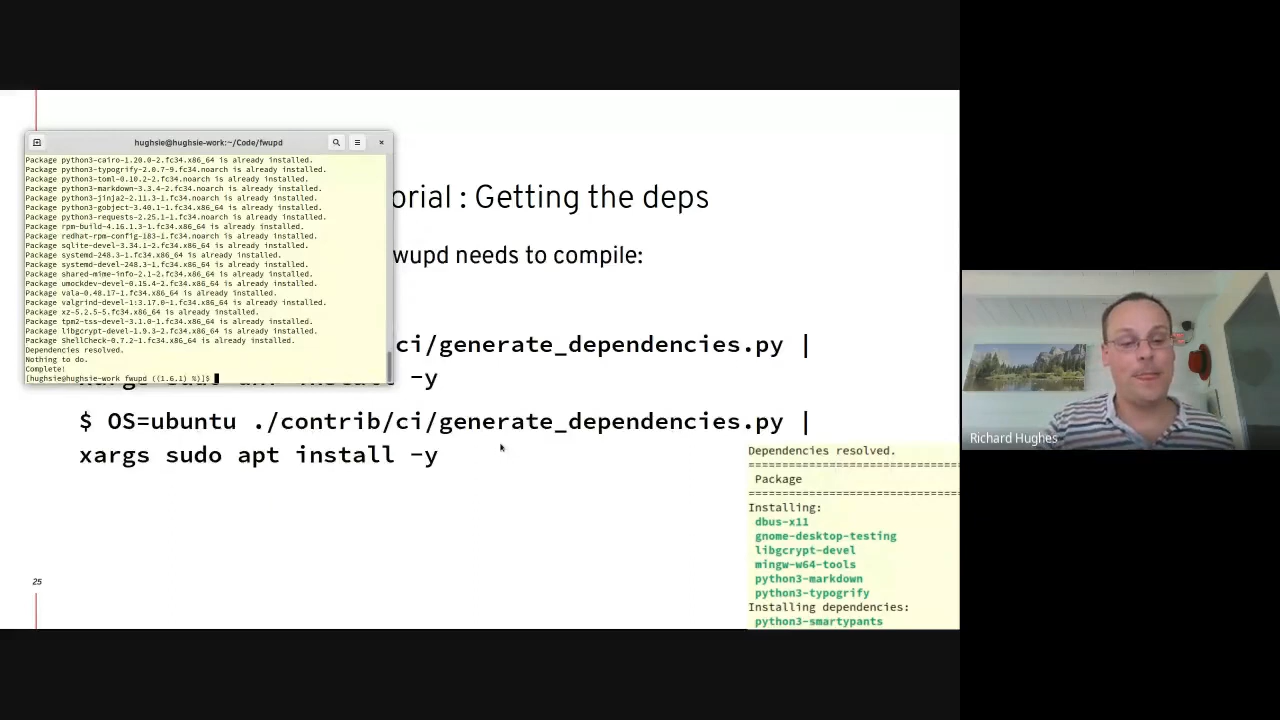 hughsie@hughsie-work:~/Code/fwupd
Package python3-cairo-1.20.0-2.fc34.x86_64 is already installed.
Package python3-typogrify-2.0.7-9.fc34.noarch is already installed.
Package python3-toml-0.10.2-2.fc34.noarch is already installed.
Package python3-markdown-3.3.4-2.fc34.noarch is already installed.
Package python3-jinja2-2.11.3-1.fc34.noarch is already installed.
Package python3-gobject-3.40.1-1.fc34.x86_64 is already installed.
Package python3-requests-2.25.1-1.fc34.noarch is already installed.
Package rpm-build-4.16.1.3-1.fc34.x86_64 is already installed.
Package redhat-rpm-config-183-1.fc34.noarch is already installed.
Package sqlite-devel-3.34.1-2.fc34.x86_64 is already installed.
Package systemd-248.3-1.fc34.x86_64 is already installed.
Package systemd-devel-248.3-1.fc34.x86_64 is already installed.
Package shared-mime-info-2.1-2.fc34.x86_64 is already installed.
Package umockdev-devel-0.15.4-2.fc34.x86_64 is already installed.
Package vala-0.48.17-1.fc34.x86_64 is already installed.
Package valgrind-devel-1:3.17.0-1.fc34.x86_64 is already installed.
Package xz-5.2.5-5.fc34.x86_64 is already installed.
Package tpm2-tss-devel-3.1.0-1.fc34.x86_64 is already installed.
Package libgcrypt-devel-1.9.3-2.fc34.x86_64 is already installed.
Package ShellCheck-0.7.2-1.fc34.x86_64 is already installed.
Dependencies resolved.
Nothing to do.
Complete!
[hughsie@hughsie-work fwupd ((1.6.1) %)]$
orial : Getting the deps
wupd needs to compile:
ci/generate_dependencies.py |
-y
$ OS=ubuntu ./contrib/ci/generate_dependencies.py |
xargs sudo apt install -y
Dependencies resolved.
Package
Installing:
dbus-x11
gnome-desktop-testing
libgcrypt-devel
mingw-w64-tools
python3-markdown
python3-typogrify
Installing dependencies:
python3-smartypants
25
Richard Hughes